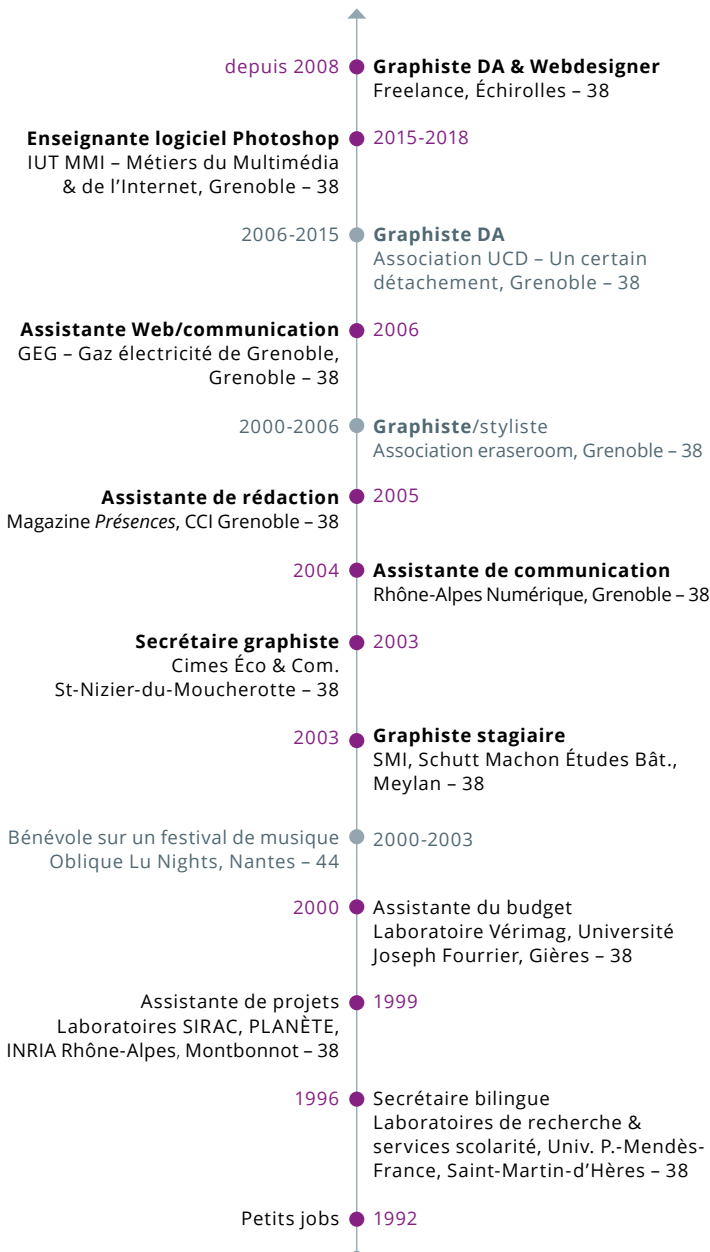 depuis 2008
Graphiste DA & Webdesigner
Freelance, Échirolles – 38
Enseignante logiciel Photoshop
IUT MMI – Métiers du Multimédia
& de l’Internet, Grenoble – 38
2015-2018
2006-2015
Graphiste DA
Association UCD – Un certain
détachement, Grenoble – 38
Assistante Web/communication
GEG – Gaz électricité de Grenoble,
Grenoble – 38
2006
2000-2006
Graphiste/styliste
Association eraseroom, Grenoble – 38
Assistante de rédaction
Magazine Présences, CCI Grenoble – 38
2005
2004
Assistante de communication
Rhône-Alpes Numérique, Grenoble – 38
Secrétaire graphiste
Cimes Éco & Com.
St-Nizier-du-Moucherotte – 38
2003
2003
Graphiste stagiaire
SMI, Schutt Machon Études Bât.,
Meylan – 38
Bénévole sur un festival de musique
Oblique Lu Nights, Nantes – 44
2000-2003
2000
Assistante du budget
Laboratoire Vérimag, Université
Joseph Fourrier, Gières – 38
Assistante de projets
Laboratoires SIRAC, PLANÈTE,
INRIA Rhône-Alpes, Montbonnot – 38
1999
1996
Secrétaire bilingue
Laboratoires de recherche &
services scolarité, Univ. P.-Mendès-
France, Saint-Martin-d’Hères – 38
Petits jobs
1992